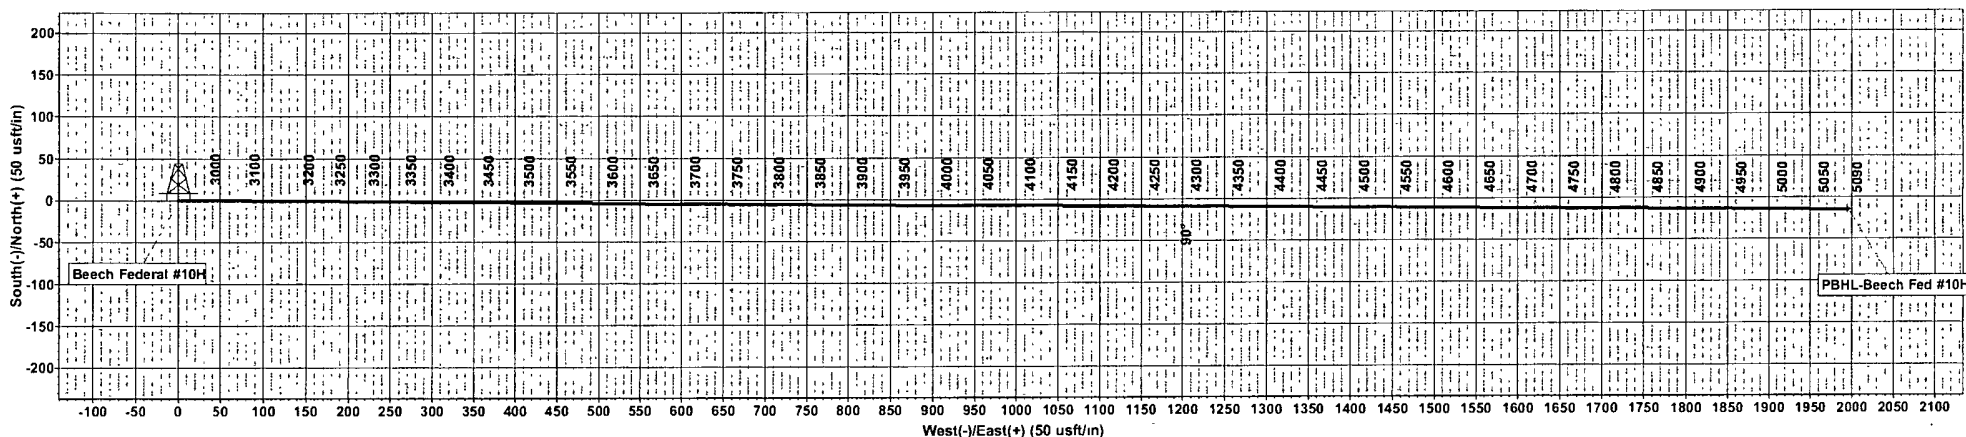 200
150
100
50
0
-50
-100
-150
-200
South(-)/North(+) (50 usft/in)
3000 3100 3200 3250 3300 3350 3400 3450 3500 3550 3600 3650 3700 3750 3800 3850 3900 3950 4000 4050 4100 4150 4200 4250 4300 4350 4400 4450 4500 4550 4600 4650 4700 4750 4800 4850 4900 4950 5000 5050 5090
90°
Beech Federal #10H
PBHL-Beech Fed #10H
-100 -50 0 50 100 150 200 250 300 350 400 450 500 550 600 650 700 750 800 850 900 950 1000 1050 1100 1150 1200 1250 1300 1350 1400 1450 1500 1550 1600 1650 1700 1750 1800 1850 1900 1950 2000 2050 2100
West(-)/East(+) (50 usft/in)